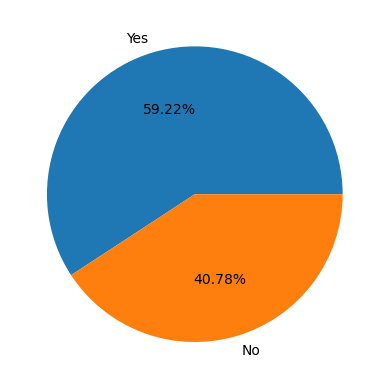 Yes
59.22%
40.78%
No